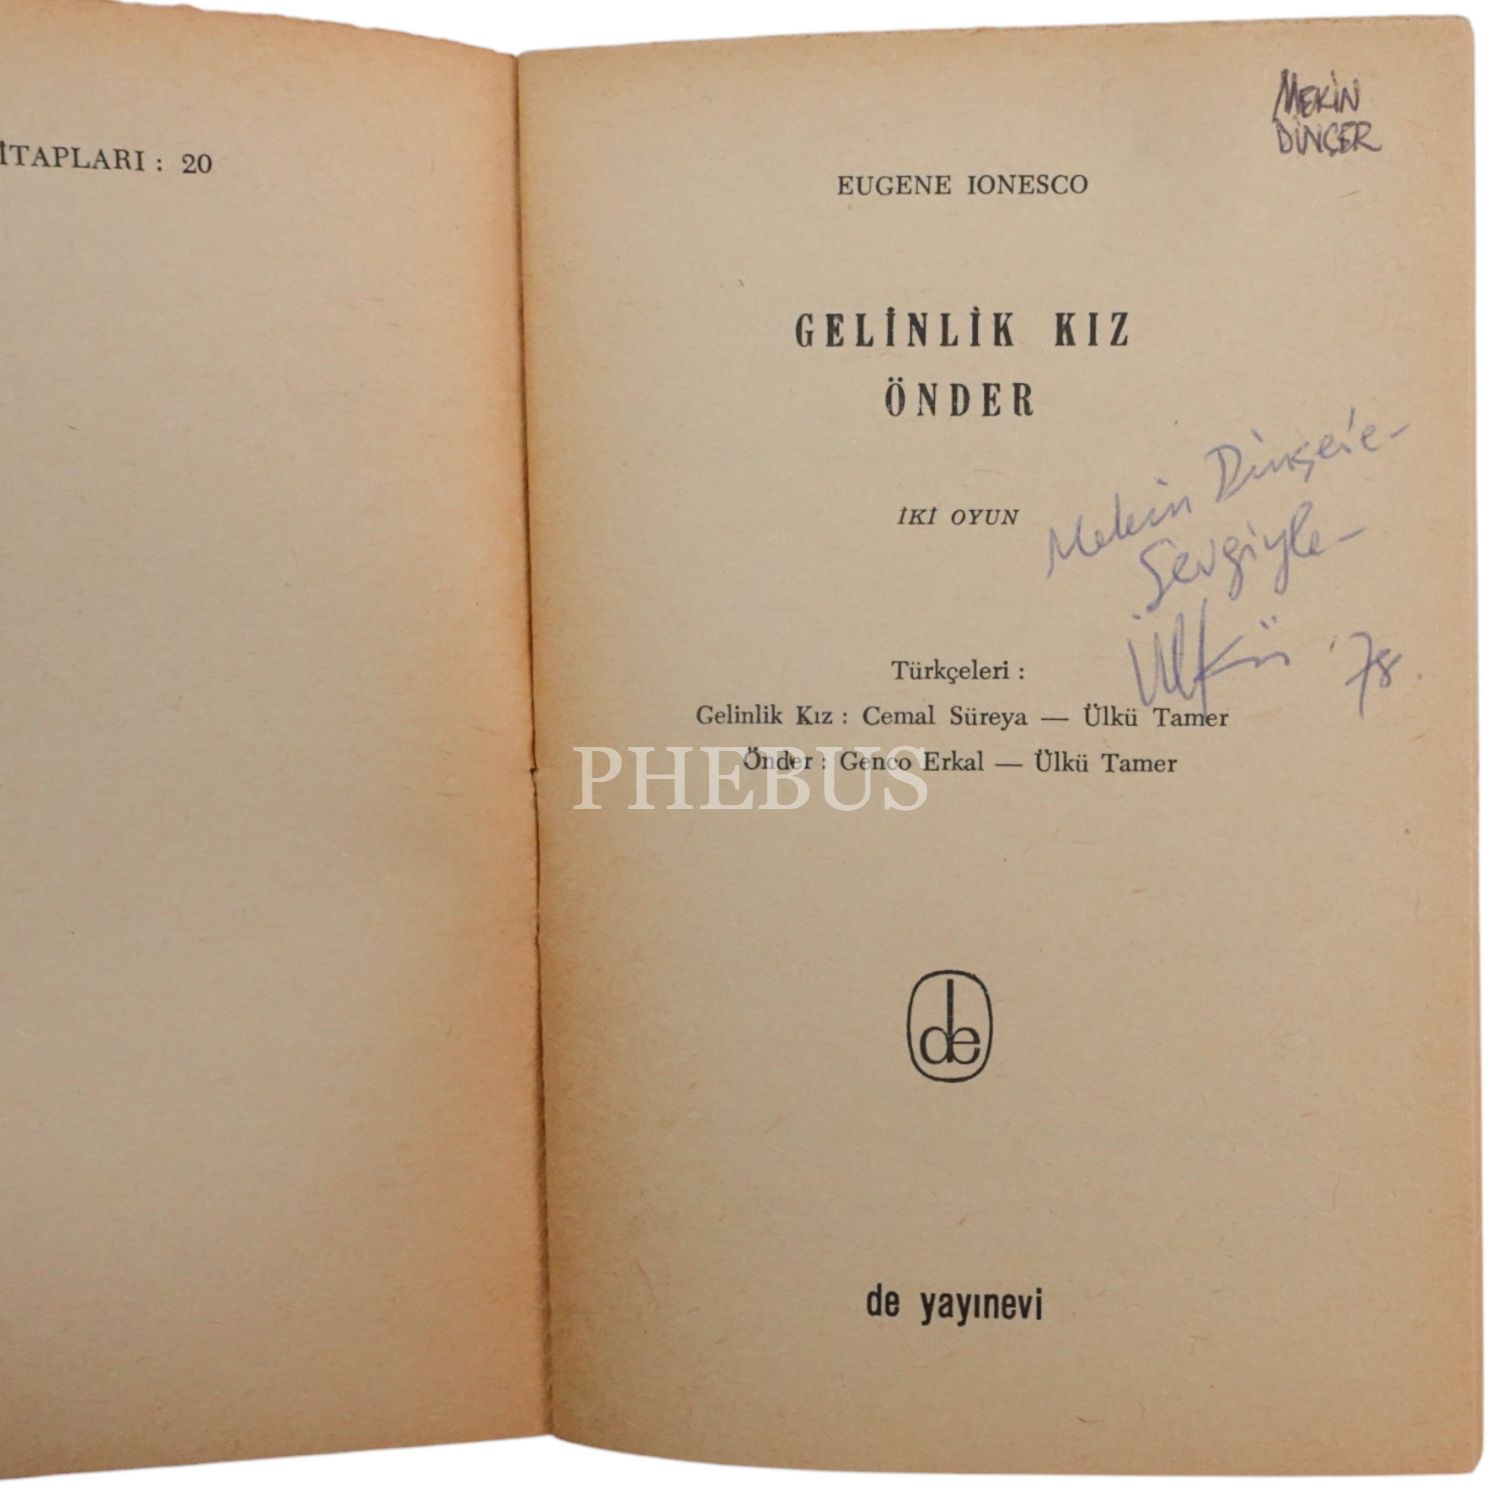 İTAPLARI : 20
MEKİN
DİNÇER
EUGENE IONESCO
GELİNLİK KIZ
ÖNDER
İKİ OYUN
Mekin Dinçer'e-
Sevgiyle-
Ülkü '78.
Türkçeleri :
Gelinlik Kız : Cemal Süreya — Ülkü Tamer
Önder : Genco Erkal — Ülkü Tamer
PHEBUS
de
de yayınevi